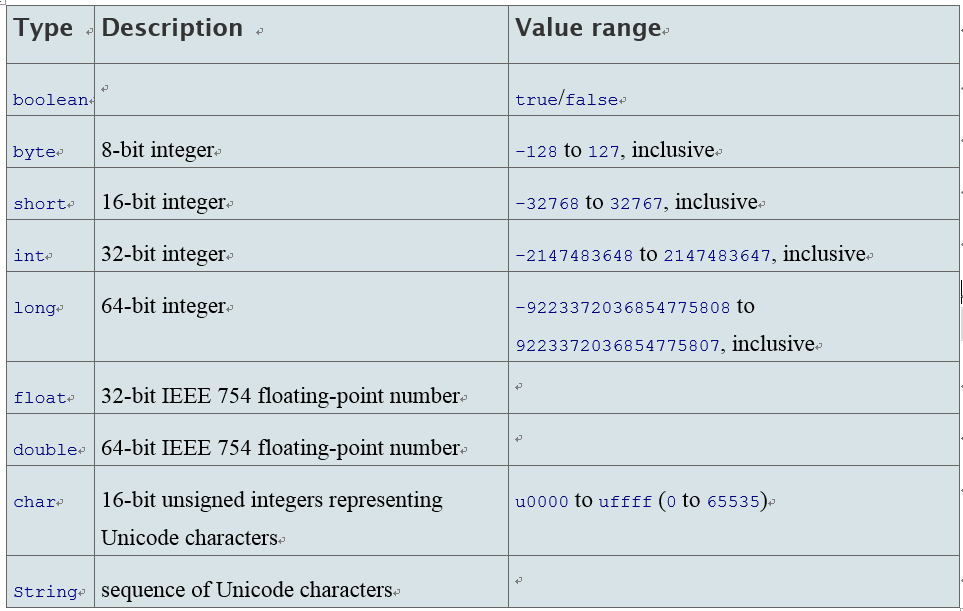 Type Description Value range
boolean true/false
byte 8-bit integer -128 to 127, inclusive
short 16-bit integer -32768 to 32767, inclusive
int 32-bit integer -2147483648 to 2147483647, inclusive
long 64-bit integer -9223372036854775808 to
9223372036854775807, inclusive
float 32-bit IEEE 754 floating-point number
double 64-bit IEEE 754 floating-point number
char 16-bit unsigned integers representing u0000 to uffff (0 to 65535)
Unicode characters
String sequence of Unicode characters